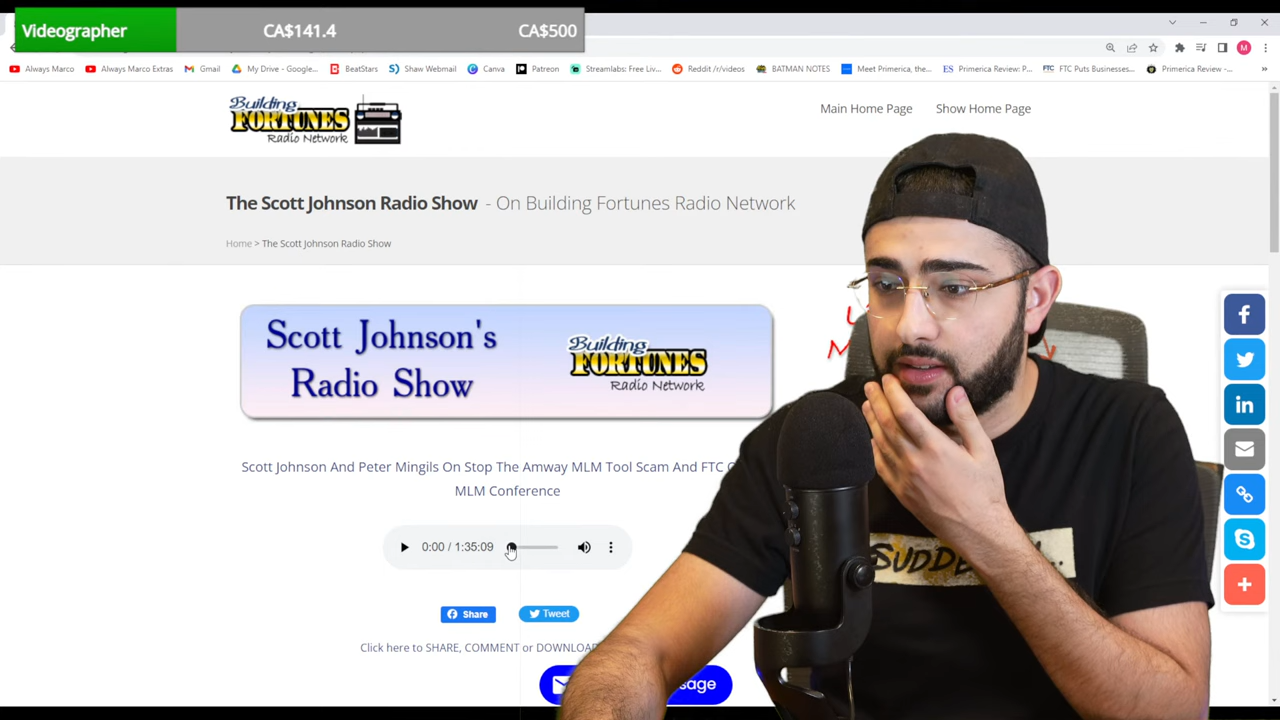 Videographer CA$141.4 CA$500
Always Marco Always Marco Extras Gmail My Drive - Google... BeatStars Shaw Webmail Canva Patreon Streamlabs: Free Liv... Reddit /r/videos BATMAN NOTES Meet Primerica, the... Primerica Review: P... FTC Puts Businesses... Primerica Review -... »
M
Building
FORTUNES
Radio Network
Main Home Page Show Home Page
The Scott Johnson Radio Show - On Building Fortunes Radio Network
Home > The Scott Johnson Radio Show
Scott Johnson's
Radio Show
Building
FORTUNES
Radio Network
Scott Johnson And Peter Mingils On Stop The Amway MLM Tool Scam And FTC
MLM Conference
0:00 / 1:35:09
Share Tweet
Click here to SHARE, COMMENT or DOWNLOA
SUDDE